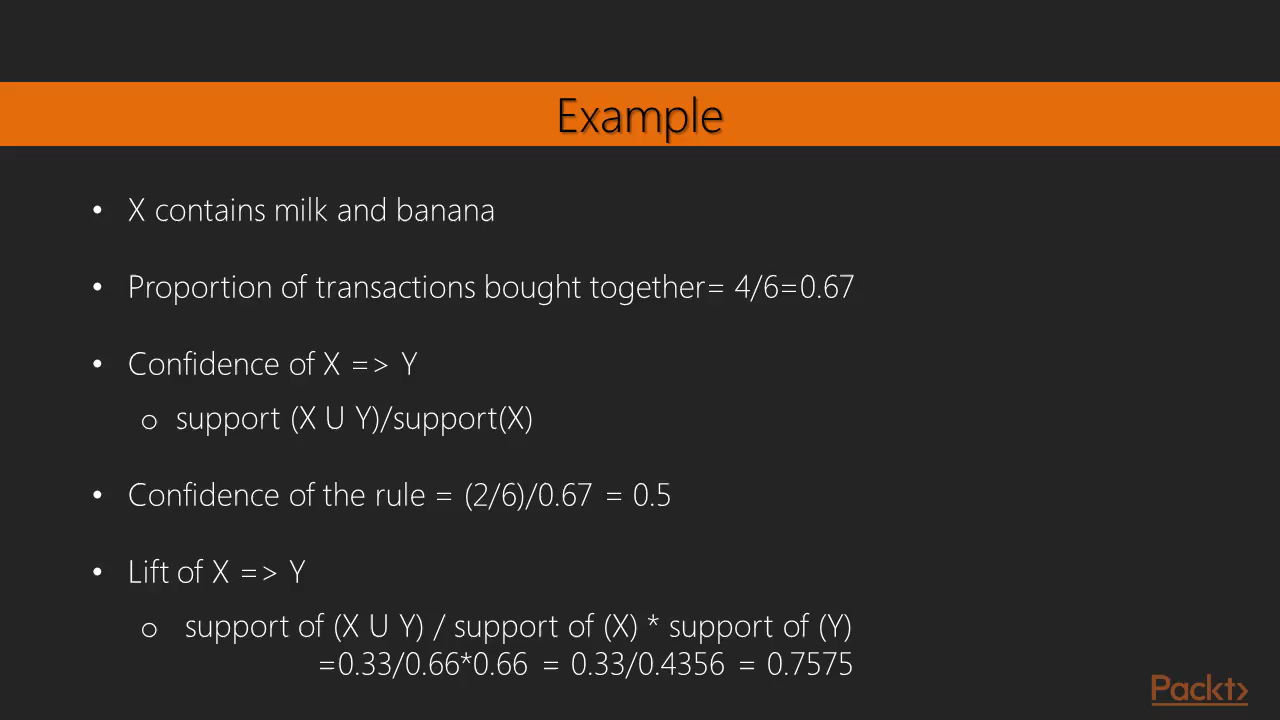 Example
• X contains milk and banana
• Proportion of transactions bought together= 4/6=0.67
• Confidence of X => Y
o support (X U Y)/support(X)
• Confidence of the rule = (2/6)/0.67 = 0.5
• Lift of X => Y
o support of (X U Y) / support of (X) * support of (Y)
=0.33/0.66*0.66 = 0.33/0.4356 = 0.7575
Packt>